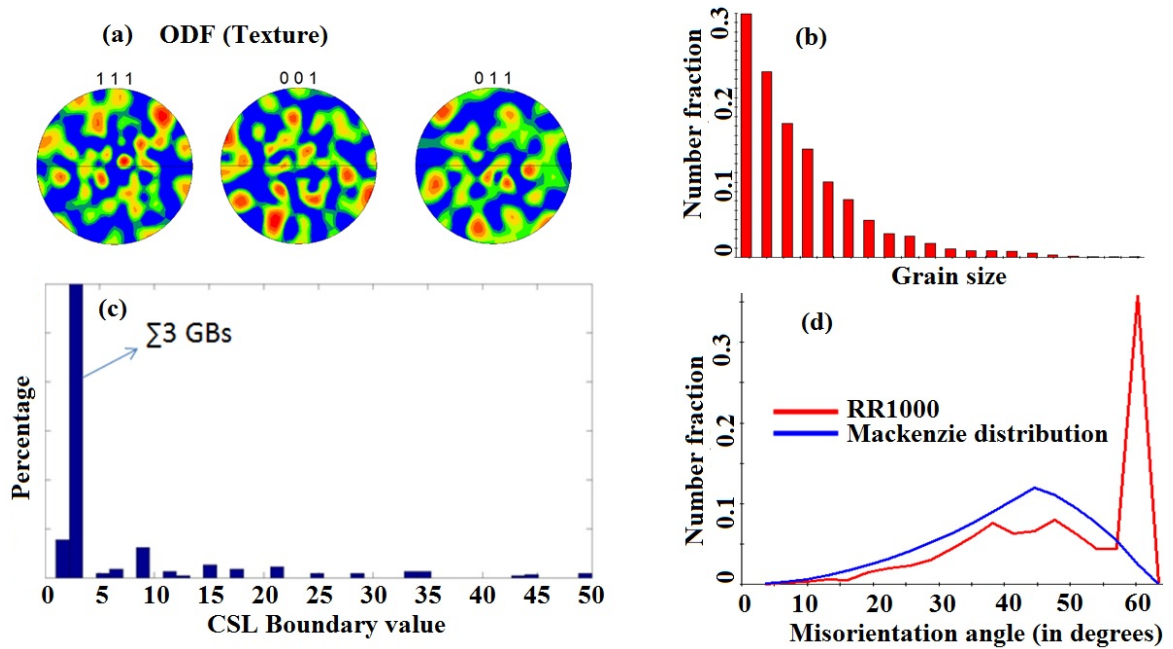 (a) ODF (Texture)
1 1 1
0 0 1
0 1 1
(b)
Number fraction
0.3
0.2
0.1
0
Grain size
(c)
∑3 GBs
Percentage
0 5 10 15 20 25 30 35 40 45 50
CSL Boundary value
(d)
Number fraction
0.3
0.2
0.1
0
RR1000
Mackenzie distribution
0 10 20 30 40 50 60
Misorientation angle (in degrees)